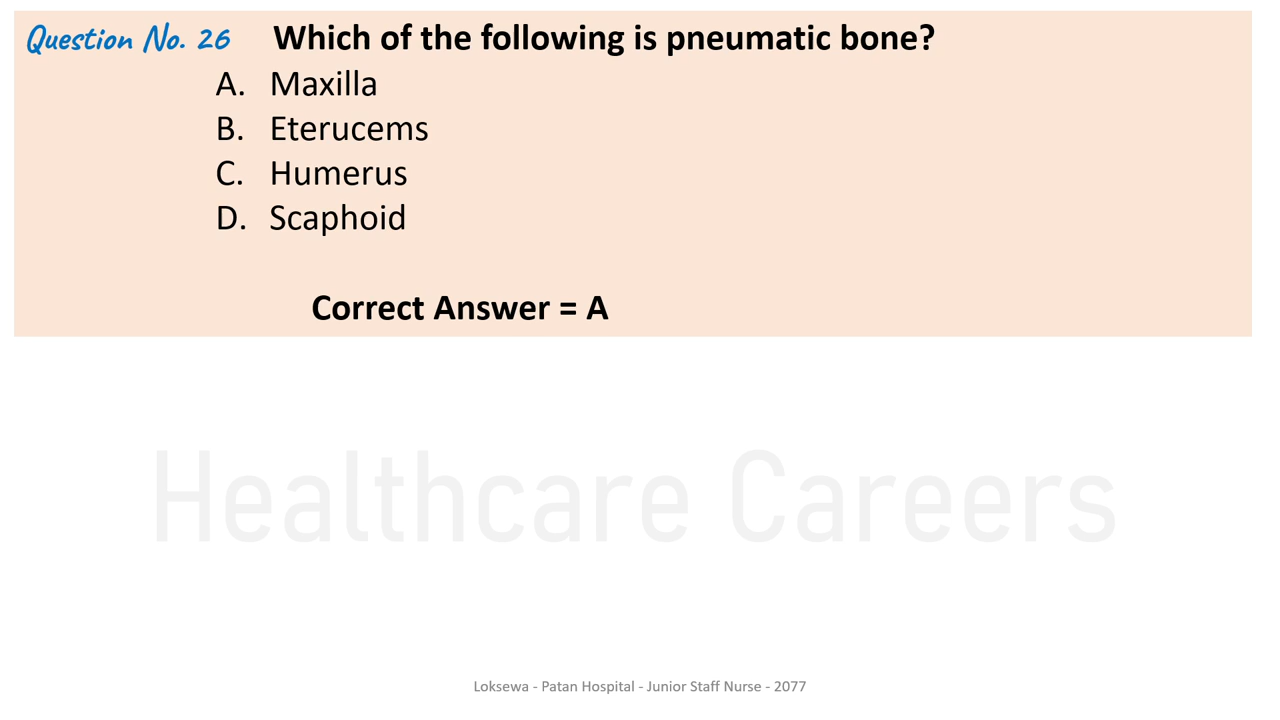 Question No. 26 Which of the following is pneumatic bone?
A. Maxilla
B. Eterucems
C. Humerus
D. Scaphoid
Correct Answer = A
Healthcare Careers
Loksewa - Patan Hospital - Junior Staff Nurse - 2077